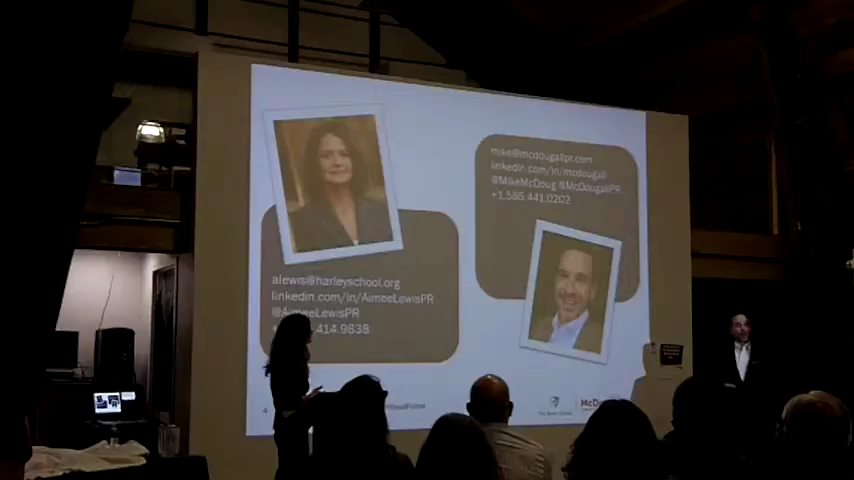 mike@mcdougallpr.com
linkedin.com/in/mcdougall
@MikeMcDoug @McDougallPR
+1.585.441.0202
alewis@harleyschool.org
linkedin.com/in/AimeeLewisPR
@AimeeLewisPR
414.9838
4